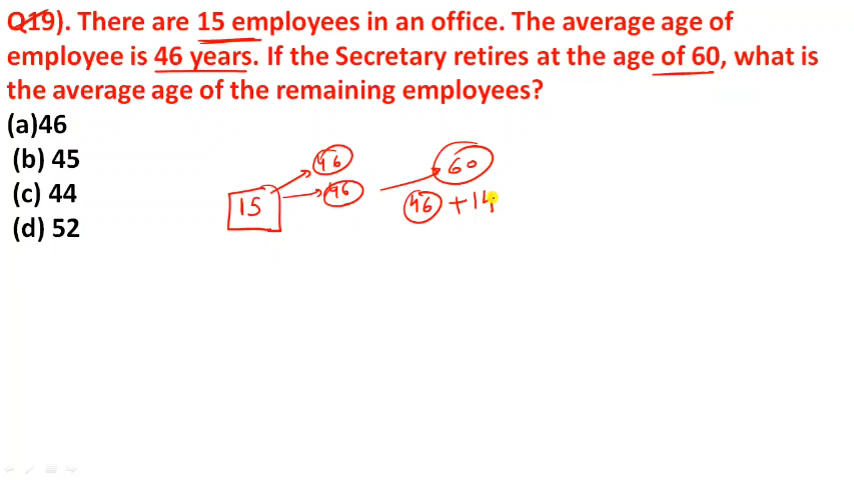 Q19). There are 15 employees in an office. The average age of
employee is 46 years. If the Secretary retires at the age of 60, what is
the average age of the remaining employees?
(a)46
(b) 45
(c) 44
(d) 52
46
60
15 46
46 +14